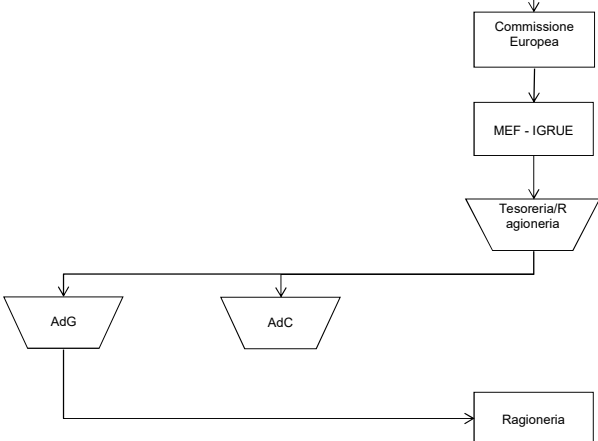 Commissione
Europea
MEF - IGRUE
Tesoreria/R
agioneria
AdG
AdC
Ragioneria